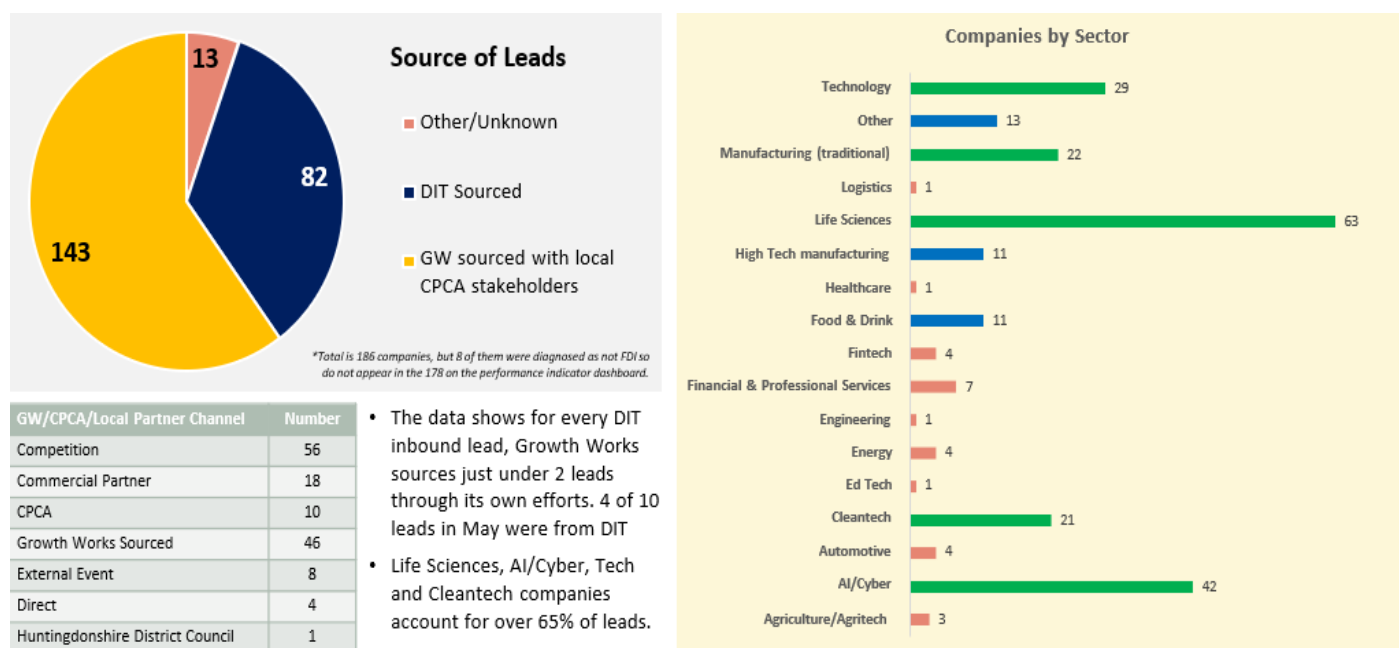 Source of Leads
13
82
143
Other/Unknown
DIT Sourced
GW sourced with local
CPCA stakeholders
*Total is 186 companies, but 8 of them were diagnosed as not FDI so
do not appear in the 178 on the performance indicator dashboard.
GW/CPCA/Local Partner Channel Number
Competition 56
Commercial Partner 18
CPCA 10
Growth Works Sourced 46
External Event 8
Direct 4
Huntingdonshire District Council 1
• The data shows for every DIT
inbound lead, Growth Works
sources just under 2 leads
through its own efforts. 4 of 10
leads in May were from DIT
• Life Sciences, AI/Cyber, Tech
and Cleantech companies
account for over 65% of leads.
Companies by Sector
Technology 29
Other 13
Manufacturing (traditional) 22
Logistics 1
Life Sciences 63
High Tech manufacturing 11
Healthcare 1
Food & Drink 11
Fintech 4
Financial & Professional Services 7
Engineering 1
Energy 4
Ed Tech 1
Cleantech 21
Automotive 4
AI/Cyber 42
Agriculture/Agritech 3